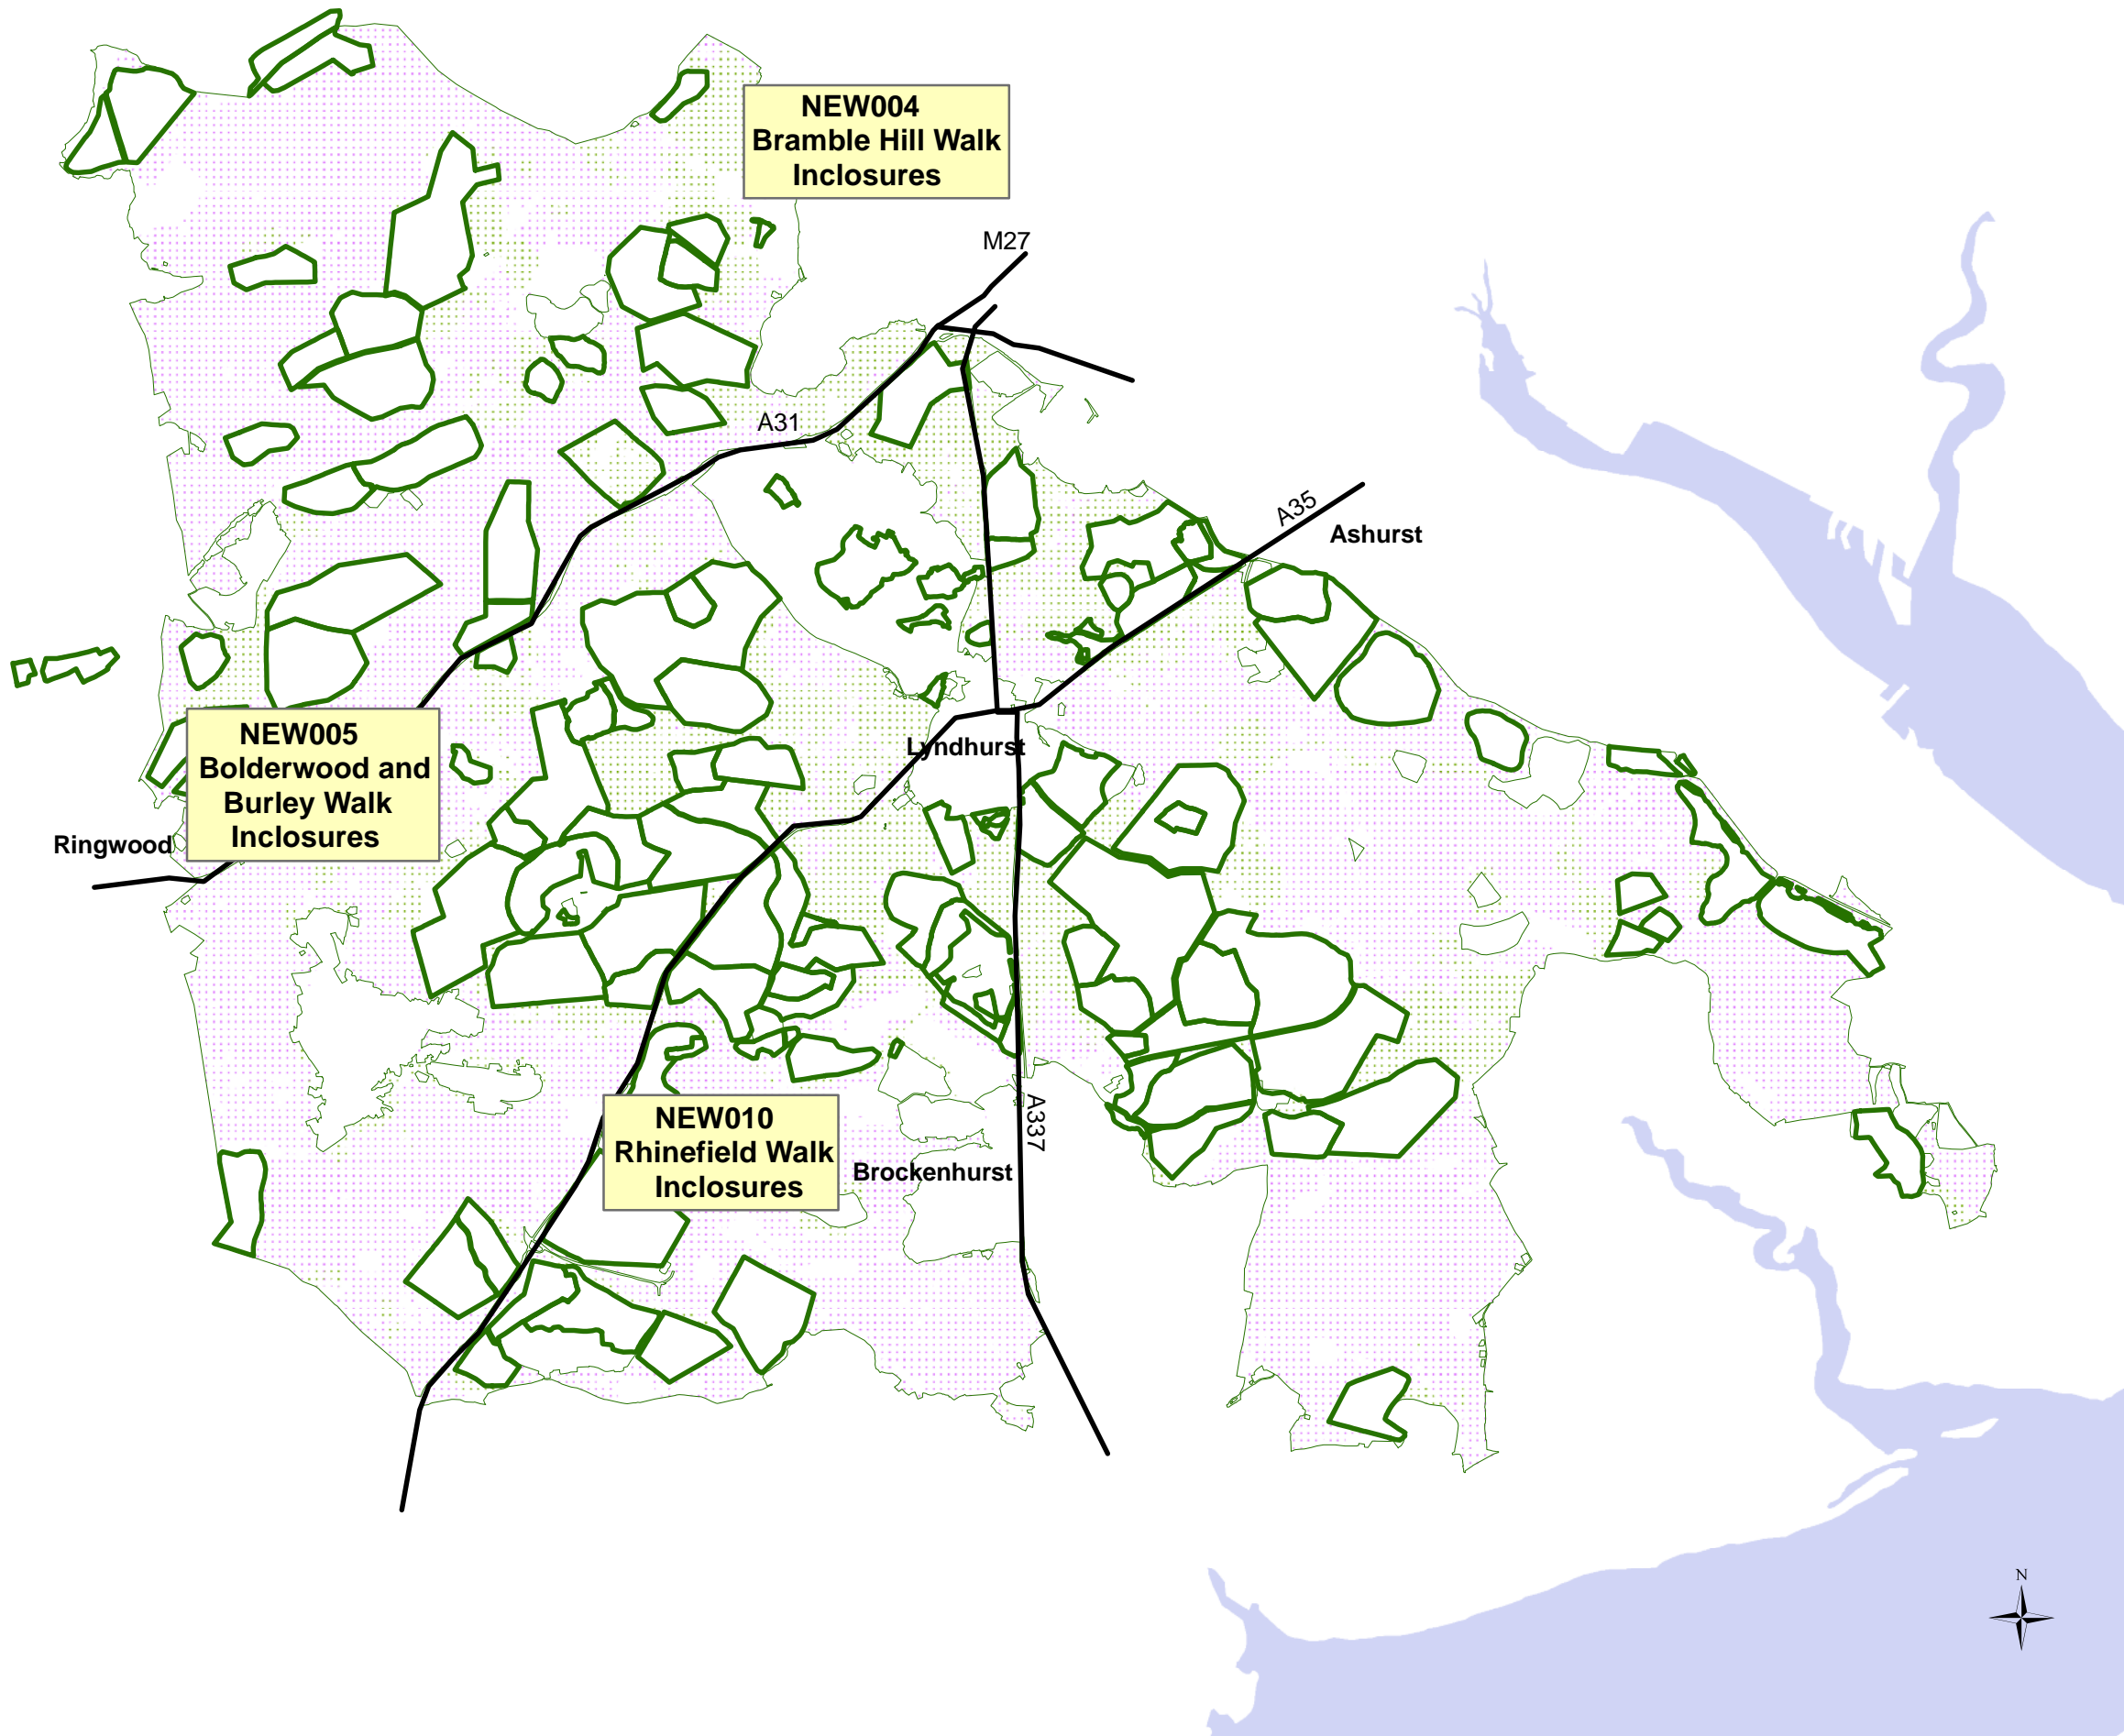 NEW004
Bramble Hill Walk
Inclosures
M27
A31
A35
Ashurst
NEW005
Bolderwood and
Burley Walk
Inclosures
Lyndhurst
Ringwood
NEW010
Rhinefield Walk
Inclosures
A337
Brockenhurst
N